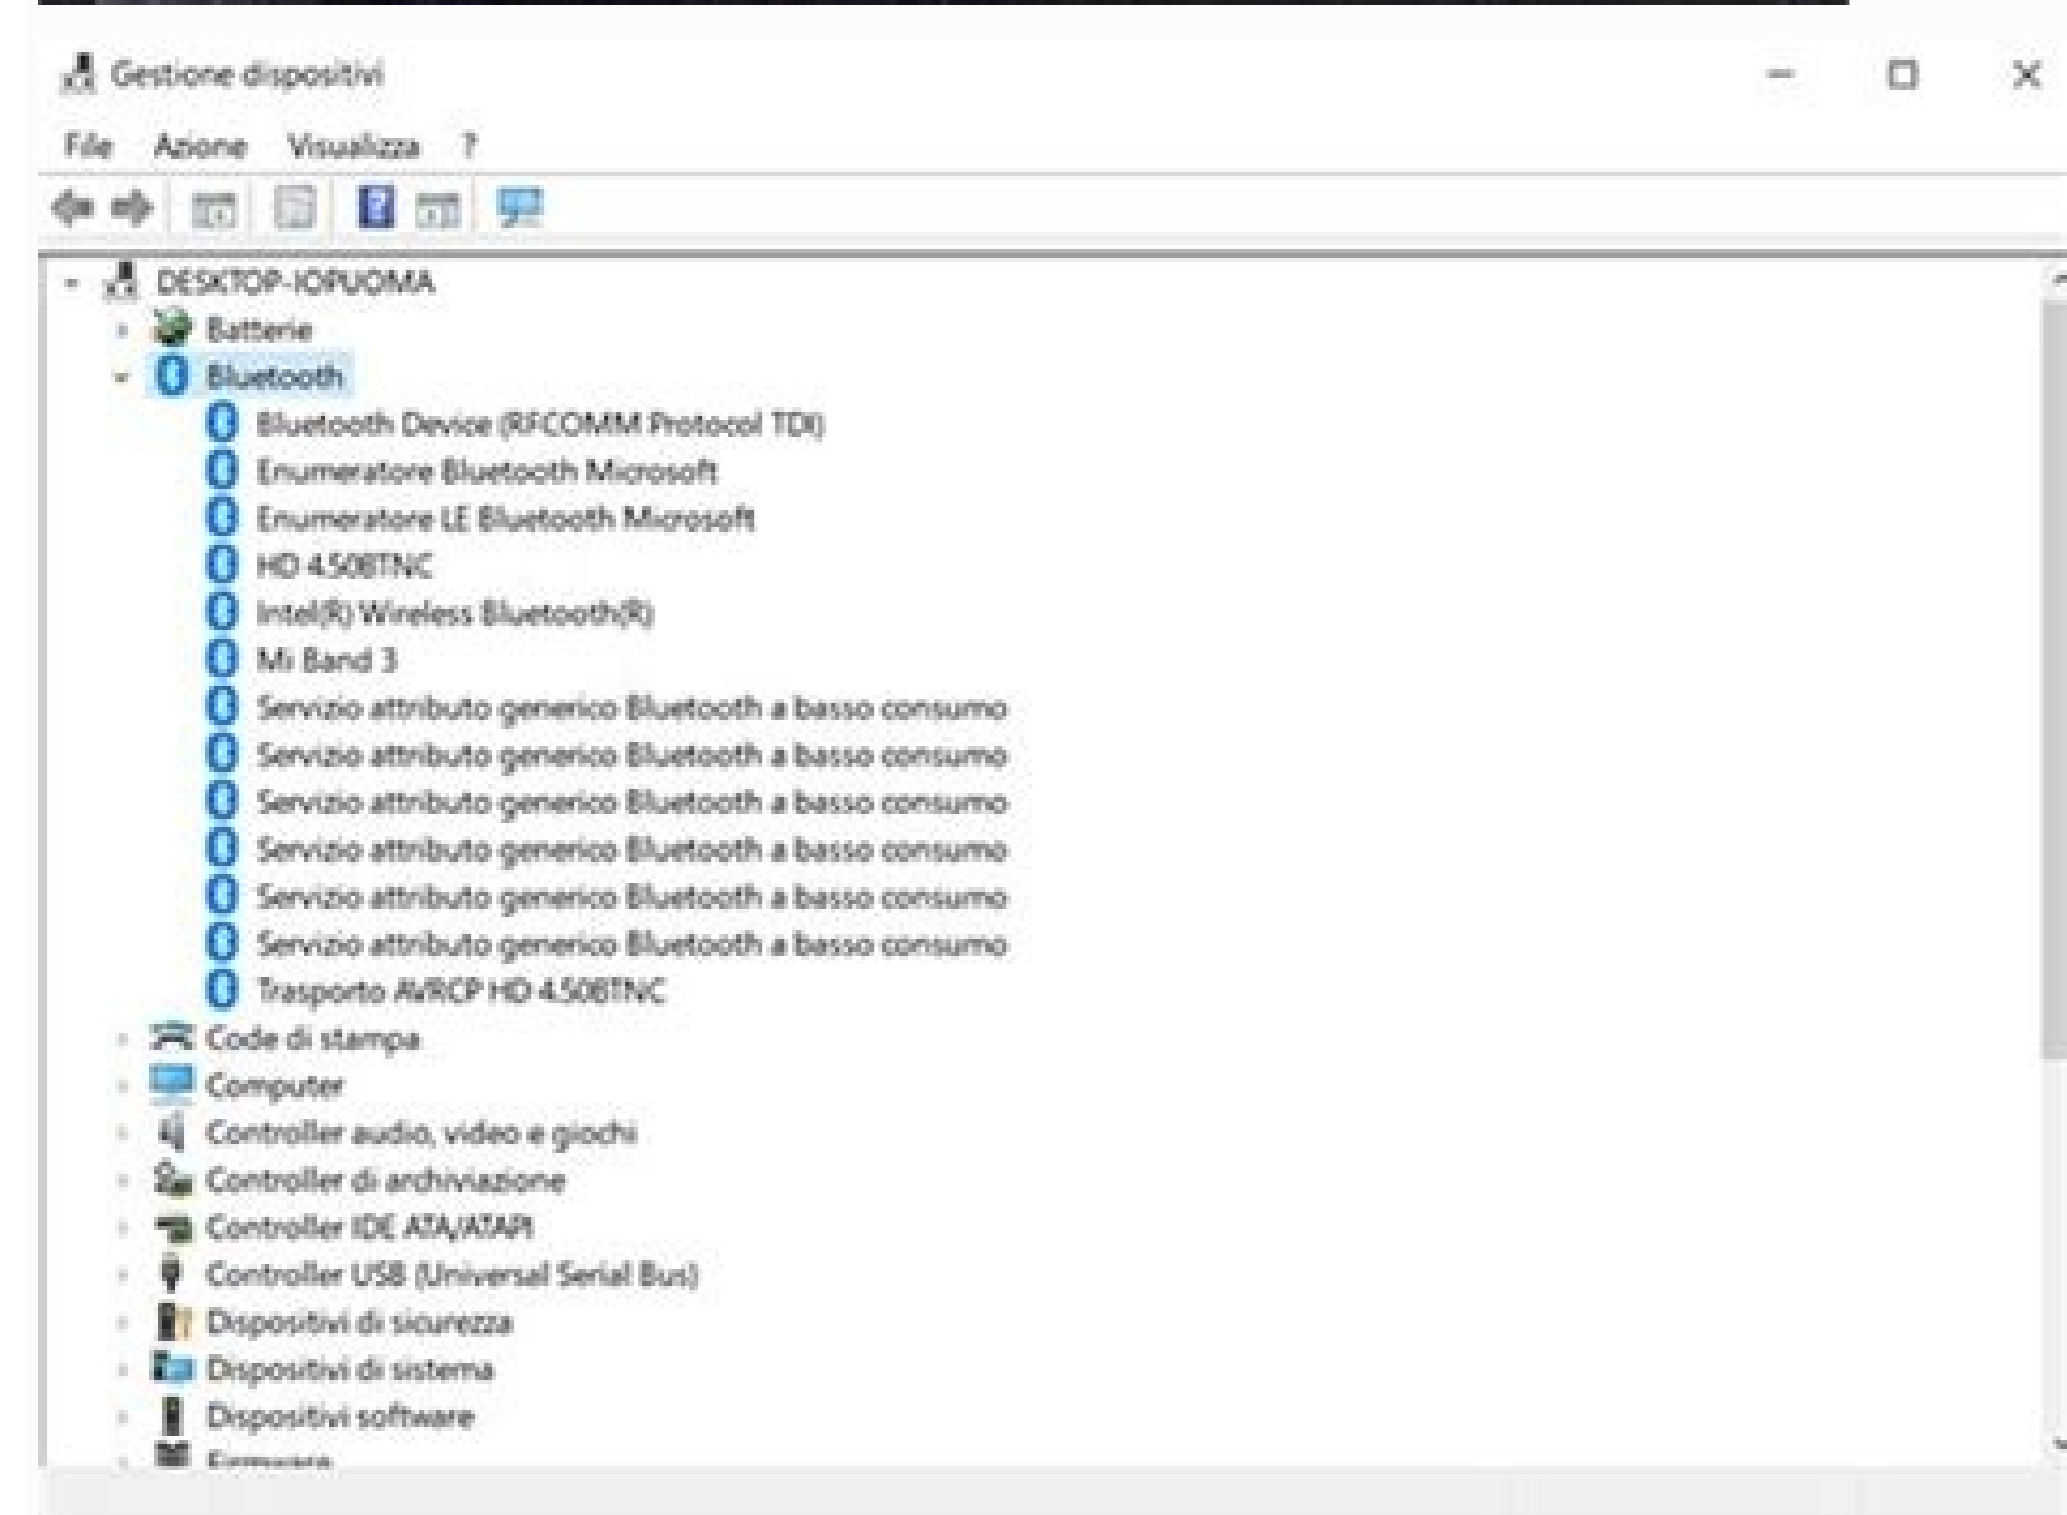 Gestione dispositivi
File Azione Visualizza ?
DESKTOP-IOPUOMA
Batterie
Bluetooth
Bluetooth Device (RFCOMM Protocol TDI)
Enumeratore Bluetooth Microsoft
Enumeratore LE Bluetooth Microsoft
HD 4.50BTNC
Intel(R) Wireless Bluetooth(R)
Mi Band 3
Servizio attributo generico Bluetooth a basso consumo
Servizio attributo generico Bluetooth a basso consumo
Servizio attributo generico Bluetooth a basso consumo
Servizio attributo generico Bluetooth a basso consumo
Servizio attributo generico Bluetooth a basso consumo
Servizio attributo generico Bluetooth a basso consumo
Trasporto AVRCP HD 4.50BTNC
Code di stampa
Computer
Controller audio, video e giochi
Controller di archiviazione
Controller IDE ATA/ATAPI
Controller USB (Universal Serial Bus)
Dispositivi di sicurezza
Dispositivi di sistema
Dispositivi software
Firmware